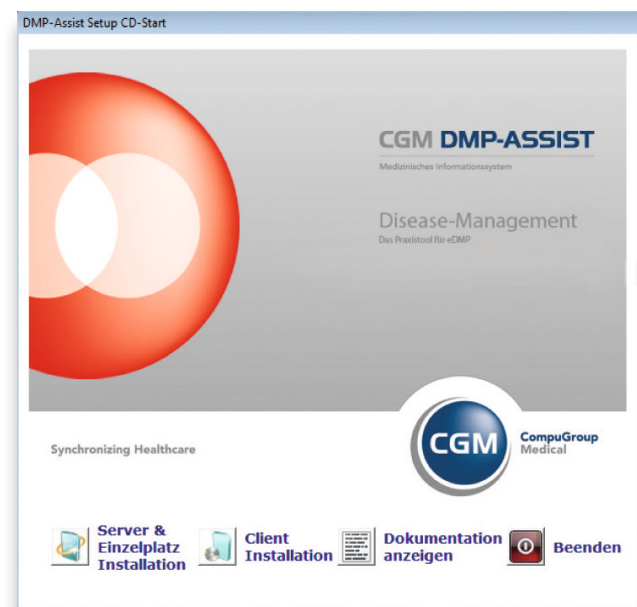 DMP-Assist Setup CD-Start
CGM DMP-ASSIST
Medizinisches Informationssystem
Disease-Management
Das Praxistool für eDMP
Synchronizing Healthcare
CGM
CompuGroup
Medical
Server &
Einzelplatz
Installation
Client
Installation
Dokumentation
anzeigen
Beenden